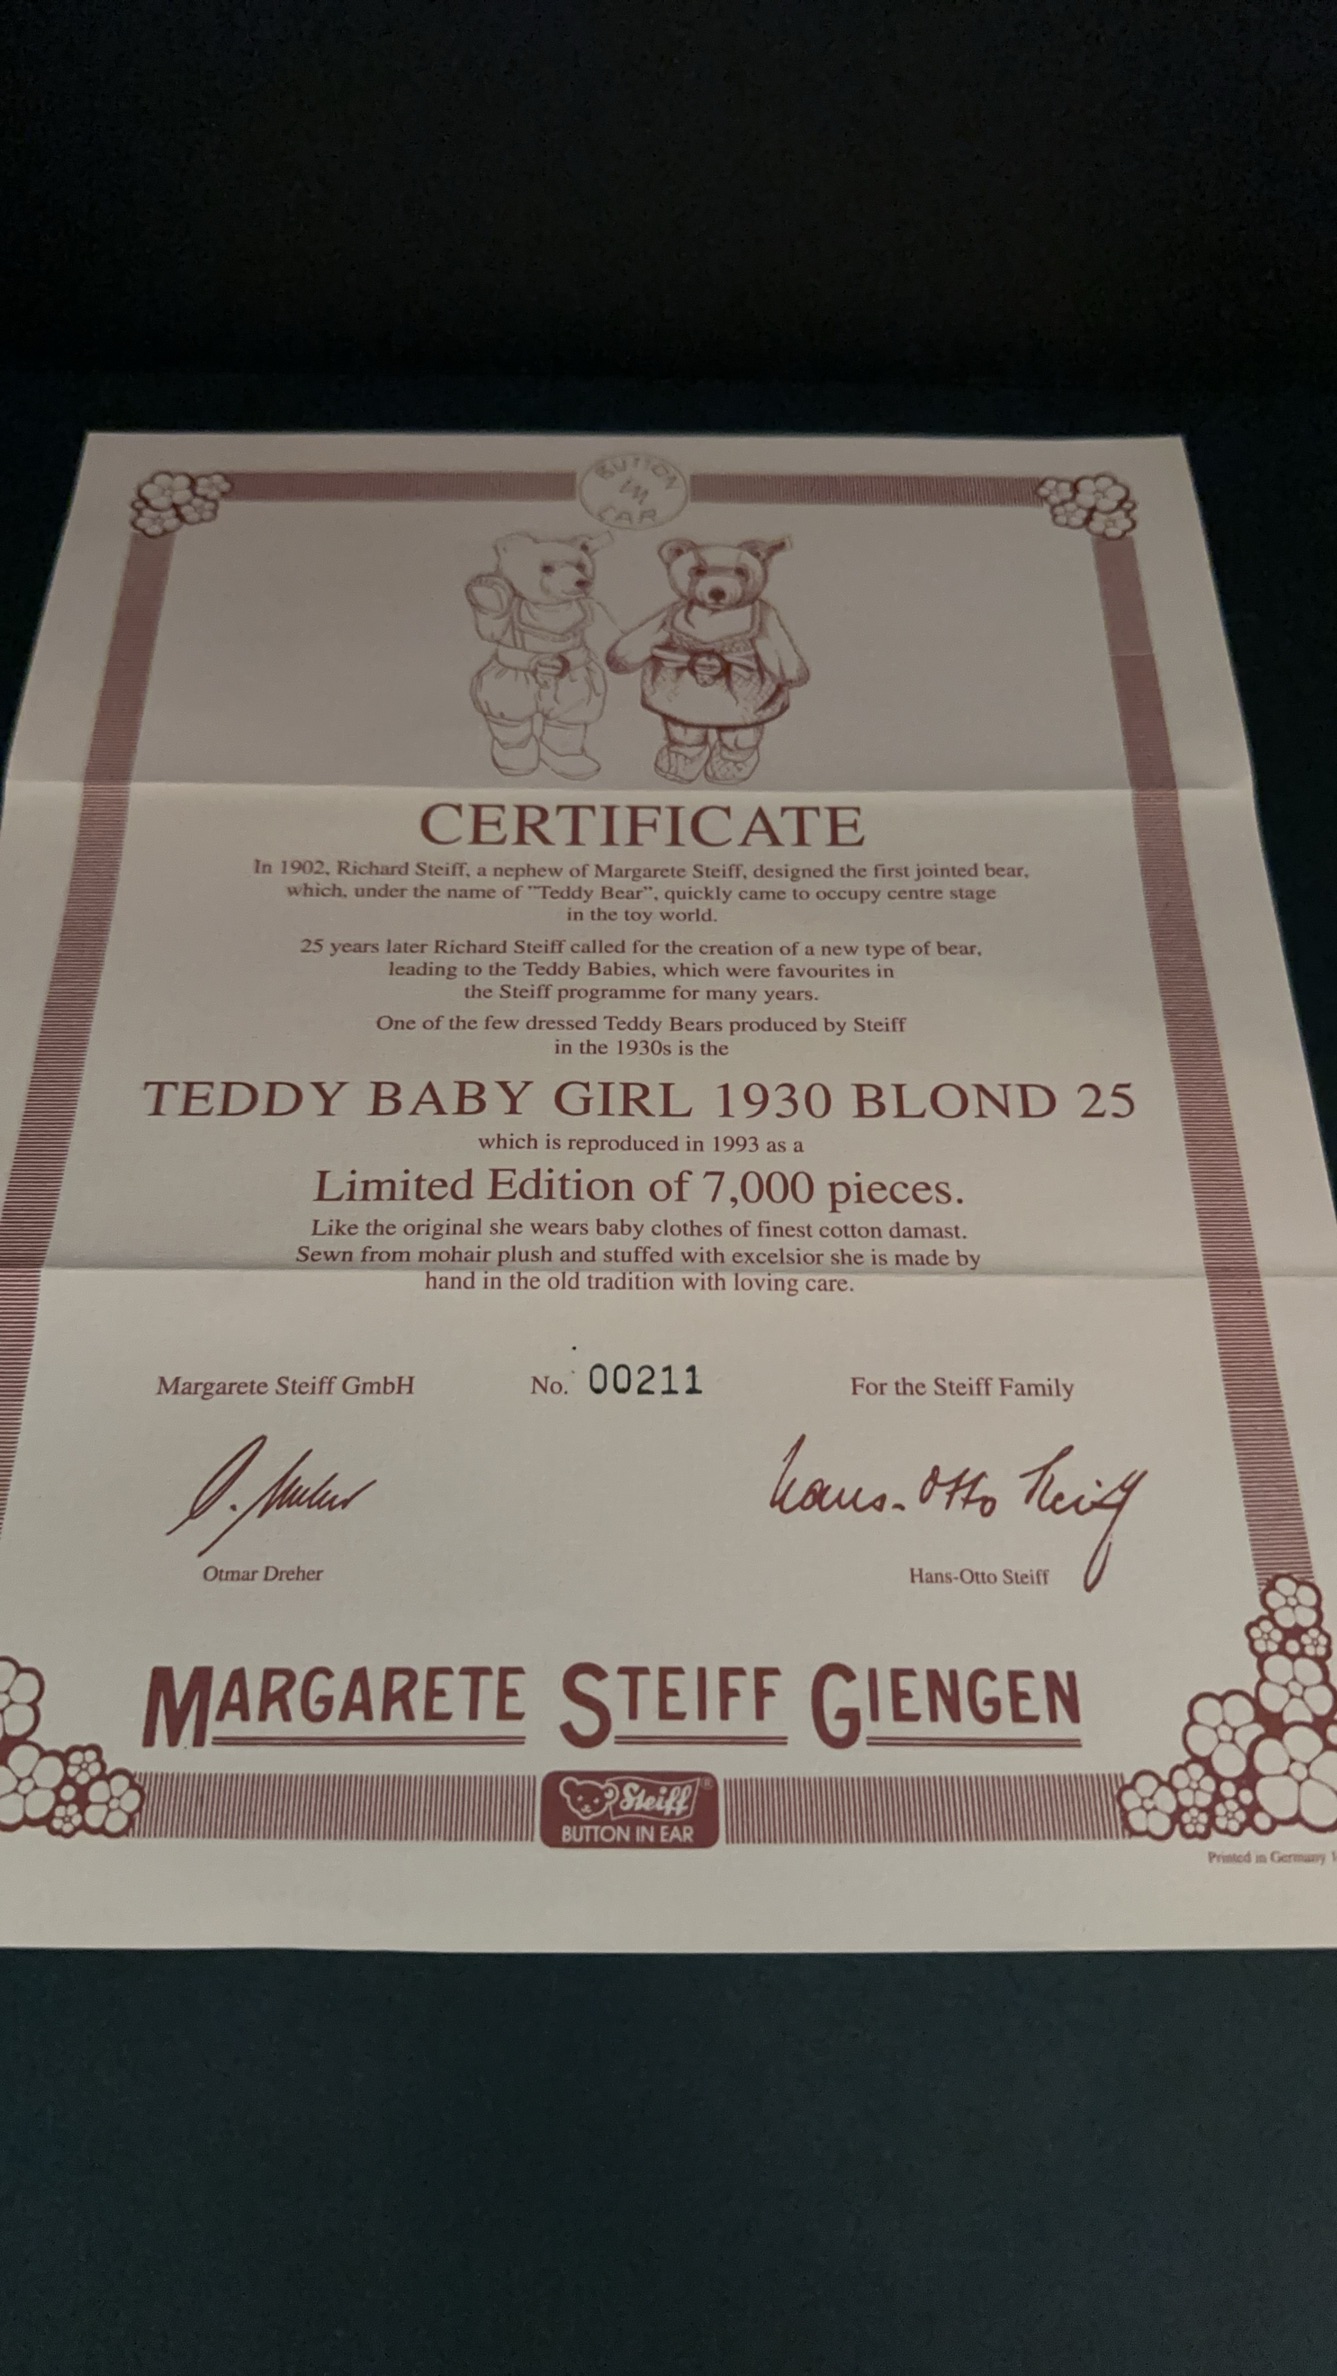 BUTTON
IM
EAR
CERTIFICATE
In 1902, Richard Steiff, a nephew of Margarete Steiff, designed the first jointed bear,
which, under the name of "Teddy Bear", quickly came to occupy centre stage
in the toy world.
25 years later Richard Steiff called for the creation of a new type of bear,
leading to the Teddy Babies, which were favourites in
the Steiff programme for many years.
One of the few dressed Teddy Bears produced by Steiff
in the 1930s is the
TEDDY BABY GIRL 1930 BLOND 25
which is reproduced in 1993 as a
Limited Edition of 7,000 pieces.
Like the original she wears baby clothes of finest cotton damast.
Sewn from mohair plush and stuffed with excelsior she is made by
hand in the old tradition with loving care.
Margarete Steiff GmbH No. 00211 For the Steiff Family
O. Dreher Hans-Otto Steiff
Otmar Dreher Hans-Otto Steiff
MARGARETE STEIFF GIENGEN
Steiff®
BUTTON IN EAR
Printed in Germany